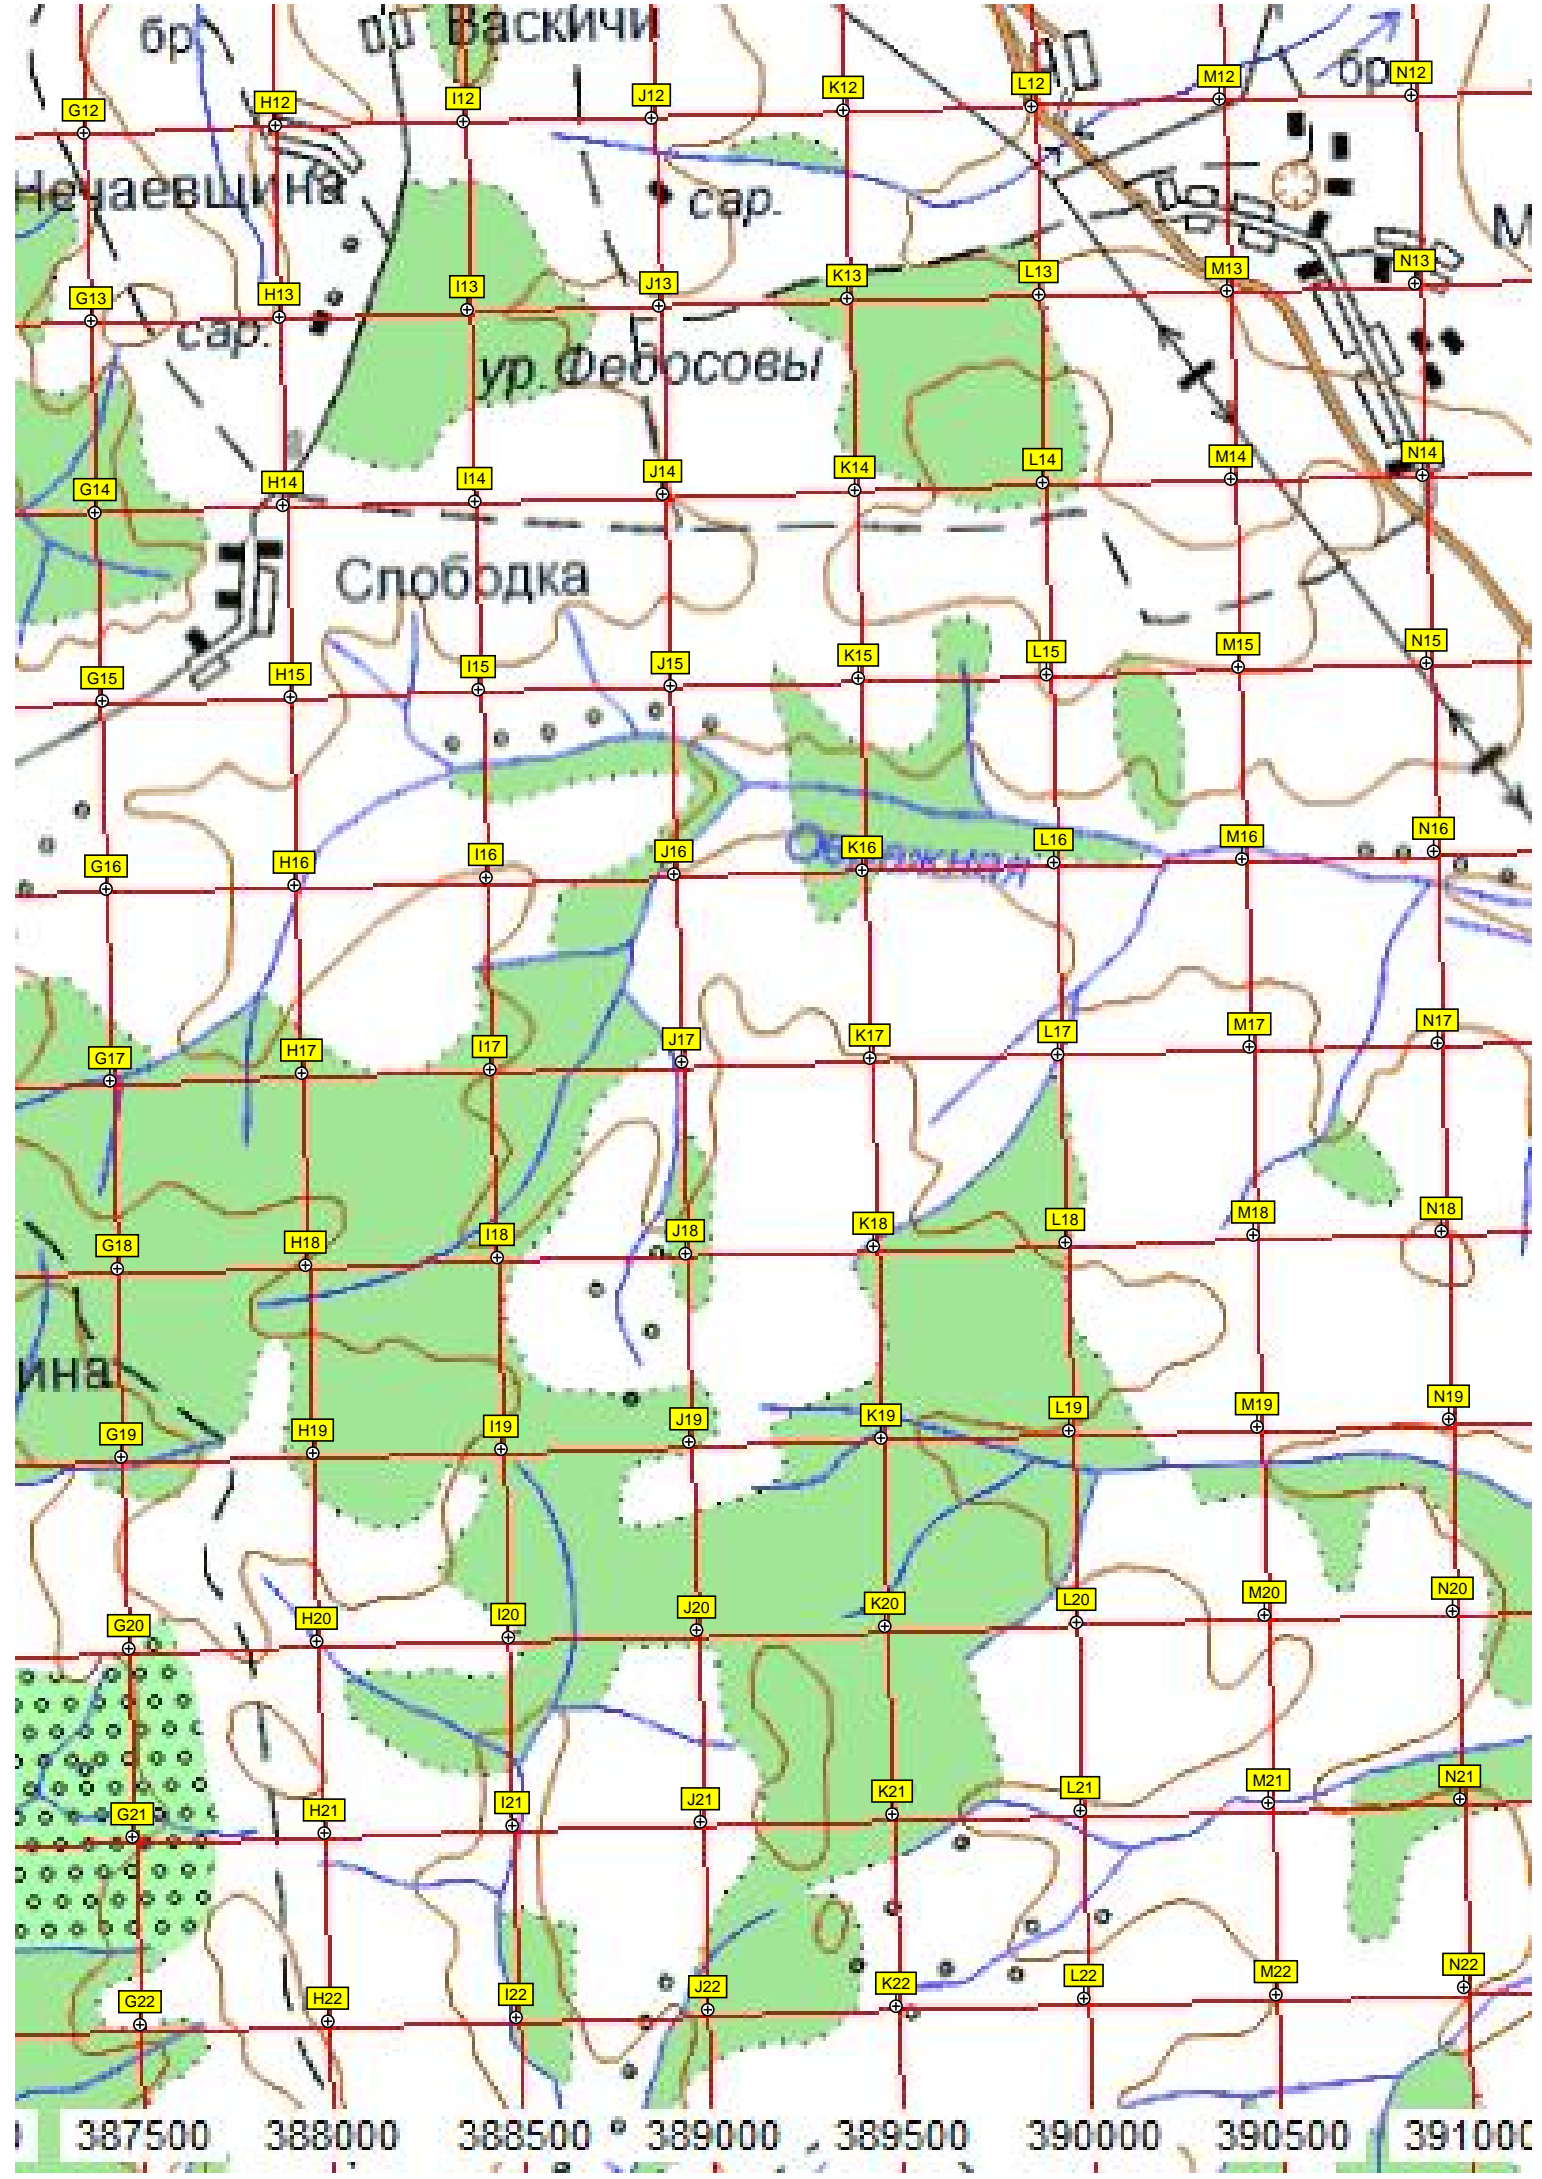 Васкичи
бр.
бр.
G12 H12 I12 J12 K12 L12 M12 N12
Нечаевщина
сар.
М
G13 H13 I13 J13 K13 L13 M13 N13
сар.
ур. Федосовы
G14 H14 I14 J14 K14 L14 M14 N14
Слободка
G15 H15 I15 J15 K15 L15 M15 N15
G16 H16 I16 J16 K16 L16 M16 N16
G17 H17 I17 J17 K17 L17 M17 N17
G18 H18 I18 J18 K18 L18 M18 N18
ина
G19 H19 I19 J19 K19 L19 M19 N19
G20 H20 I20 J20 K20 L20 M20 N20
G21 H21 I21 J21 K21 L21 M21 N21
G22 H22 I22 J22 K22 L22 M22 N22
387500 388000 388500 389000 389500 390000 390500 391000